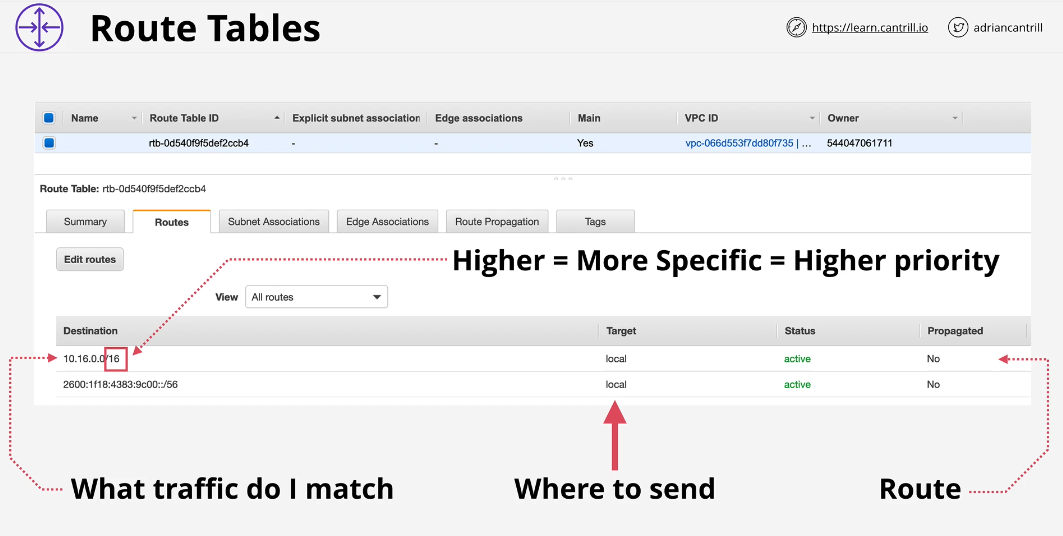 Route Tables
https://learn.cantrill.io
adriancantrill
Name Route Table ID Explicit subnet association Edge associations Main VPC ID Owner
rtb-0d540f9f5def2ccb4 - - Yes vpc-066d553f7dd80f735 | ... 544047061711
Route Table: rtb-0d540f9f5def2ccb4
Summary Routes Subnet Associations Edge Associations Route Propagation Tags
Edit routes
Higher = More Specific = Higher priority
View All routes
Destination Target Status Propagated
10.16.0.0/16 local active No
2600:1f18:4383:9c00::/56 local active No
What traffic do I match
Where to send
Route